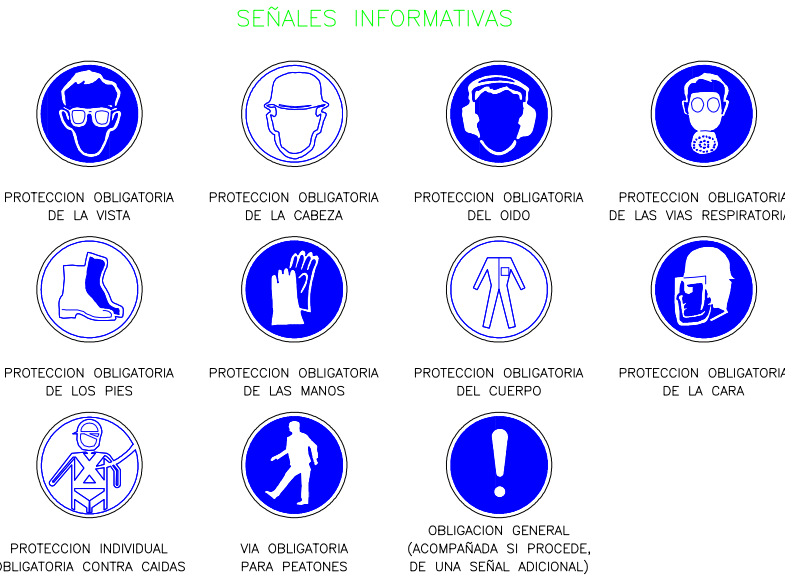 SEÑALES INFORMATIVAS
PROTECCION OBLIGATORIA
DE LA VISTA
PROTECCION OBLIGATORIA
DE LA CABEZA
PROTECCION OBLIGATORIA
DEL OIDO
PROTECCION OBLIGATORIA
DE LAS VIAS RESPIRATORIA
PROTECCION OBLIGATORIA
DE LOS PIES
PROTECCION OBLIGATORIA
DE LAS MANOS
PROTECCION OBLIGATORIA
DEL CUERPO
PROTECCION OBLIGATORIA
DE LA CARA
PROTECCION INDIVIDUAL
OBLIGATORIA CONTRA CAIDAS
VIA OBLIGATORIA
PARA PEATONES
OBLIGACION GENERAL
(ACOMPAÑADA SI PROCEDE,
DE UNA SEÑAL ADICIONAL)